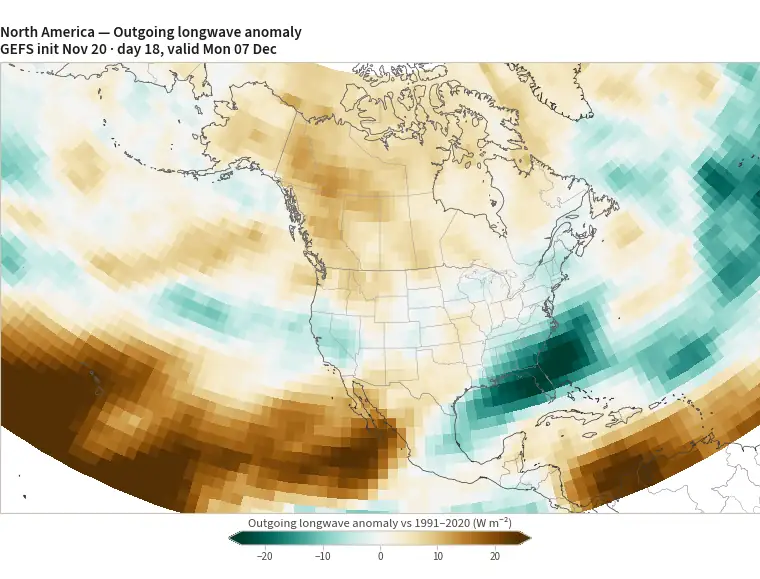 North America — Outgoing longwave anomaly
GEFS init Nov 20 · day 18, valid Mon 07 Dec
Outgoing longwave anomaly vs 1991–2020 (W m⁻²)
−20 −10 0 10 20